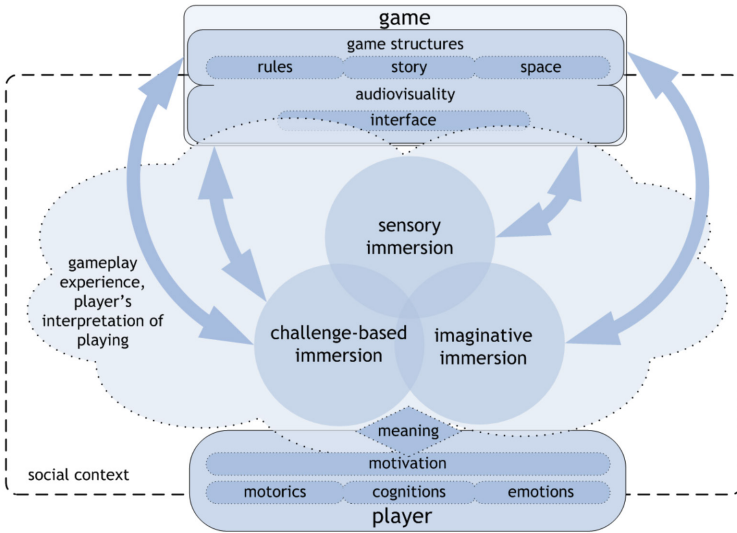 game
game structures
rules
story
space
audiovisuality
interface
sensory
immersion
gameplay
experience,
player's
interpretation of
playing
challenge-based
immersion
imaginative
immersion
meaning
motivation
social context
motorics
cognitions
emotions
player